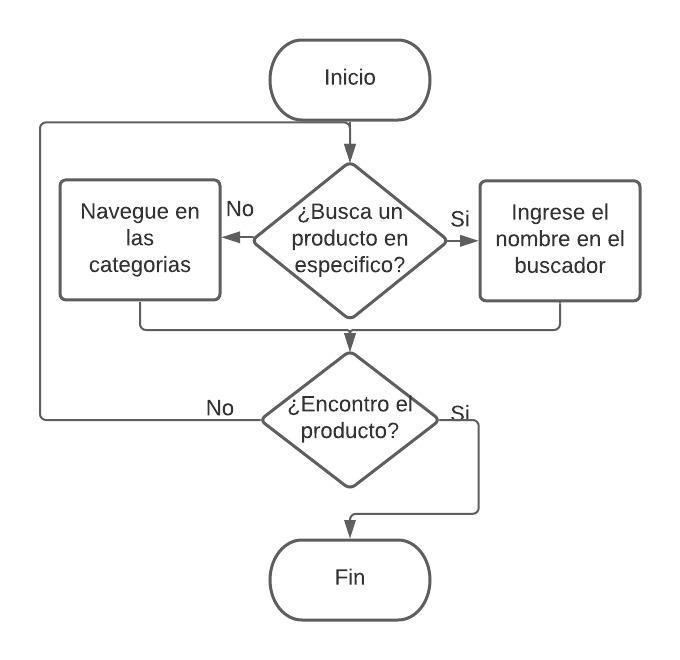 Inicio
No
Navegue en
las
categorias
¿Busca un
producto en
especifico?
Si
Ingrese el
nombre en el
buscador
No
¿Encontro el
producto?
Si
Fin